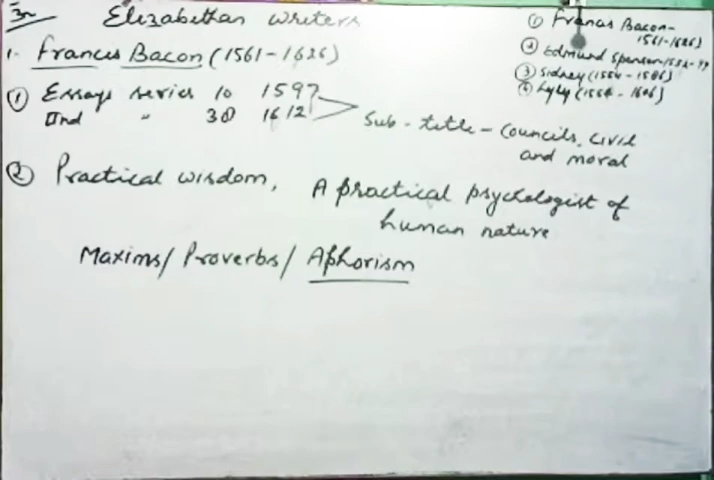 Elizabethan writers
1. Francis Bacon (1561-1626)
① Essays series 10 1597
IInd " 38 1612
Sub-title - Councils, civil
and moral
② Practical wisdom, A practical psychologist of
human nature
Maxims/ Proverbs/ Aphorism
① Francis Bacon-
1561-1626)
② Edmund Spenser 1552-99
③ Sidney (1554-1586)
④ Lyly (1554-1606)